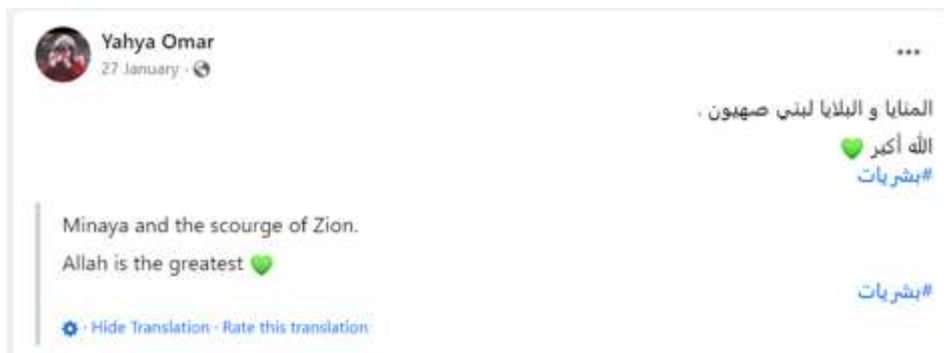 Yahya Omar
27 January
المنايا و البلايا لبني صهيون .
الله أكبر 💚
#بشريات
Minaya and the scourge of Zion.
Allah is the greatest 💚
#بشريات
· Hide Translation · Rate this translation